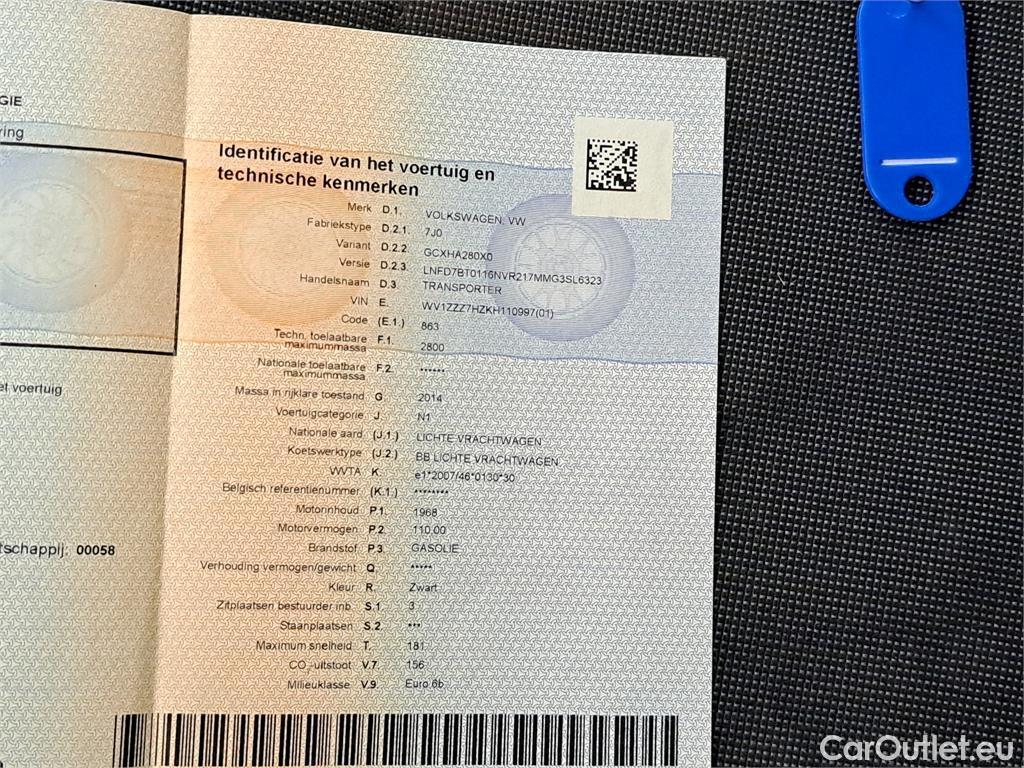 GIE
ring
Identificatie van het voertuig en
technische kenmerken
Merk D.1. VOLKSWAGEN, VW
Fabriekstype D.2.1. 7J0
Variant D.2.2. GCXHA280X0
Versie D.2.3. LNFD7BT0116NVR217MMG3SL6323
Handelsnaam D.3. TRANSPORTER
VIN E. WV1ZZZ7HZKH110997(01)
Code (E.1.) 863
Techn. toelaatbare F.1. 2800
maximummassa
Nationale toelaatbare F.2. ******
maximummassa
Massa in rijklare toestand G. 2014
Voertuigcategorie J. N1
Nationale aard (J.1.) LICHTE VRACHTWAGEN
Koetswerktype (J.2.) BB LICHTE VRACHTWAGEN
WVTA K. e1*2007/46*0130*30
Belgisch referentienummer (K.1.) ********
Motorinhoud P.1. 1968
Motorvermogen P.2. 110.00
Brandstof P.3. GASOLIE
Verhouding vermogen/gewicht Q. *****
Kleur R. Zwart
Zitplaatsen bestuurder inb. S.1. 3
Staanplaatsen S.2. ***
Maximum snelheid T. 181
CO₂-uitstoot V.7. 156
Milieuklasse V.9. Euro 6b
et voertuig
tschappij: 00058
CarOutlet.eu